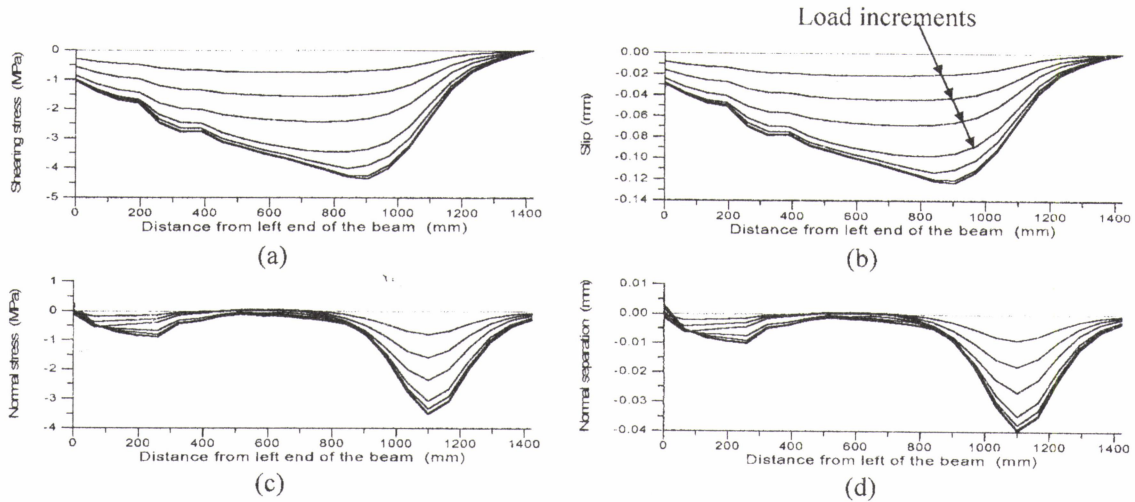 Load increments
0
-1
-2
-3
-4
-5
Shearing stress (MPa)
0 200 400 600 800 1000 1200 1400
Distance from left end of the beam (mm)
(a)
0.00
-0.02
-0.04
-0.06
-0.08
-0.10
-0.12
-0.14
Slip (mm)
0 200 400 600 800 1000 1200 1400
Distance from left end of the beam (mm)
(b)
1
0
-1
-2
-3
-4
Normal stress (MPa)
0 200 400 600 800 1000 1200 1400
Distance from left end of the beam (mm)
(c)
0.01
0.00
-0.01
-0.02
-0.03
-0.04
Normal separation (mm)
0 200 400 600 800 1000 1200 1400
Distance from left of the beam (mm)
(d)